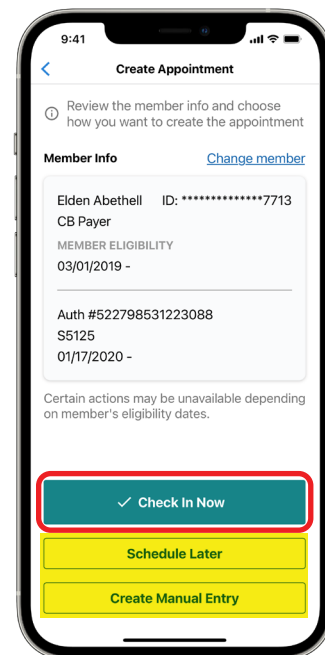 9:41
Create Appointment
Review the member info and choose
how you want to create the appointment
Member Info Change member
Elden Abethell ID: **************7713
CB Payer
MEMBER ELIGIBILITY
03/01/2019 -
Auth #522798531223088
S5125
01/17/2020 -
Certain actions may be unavailable depending
on member's eligibility dates.
Check In Now
Schedule Later
Create Manual Entry